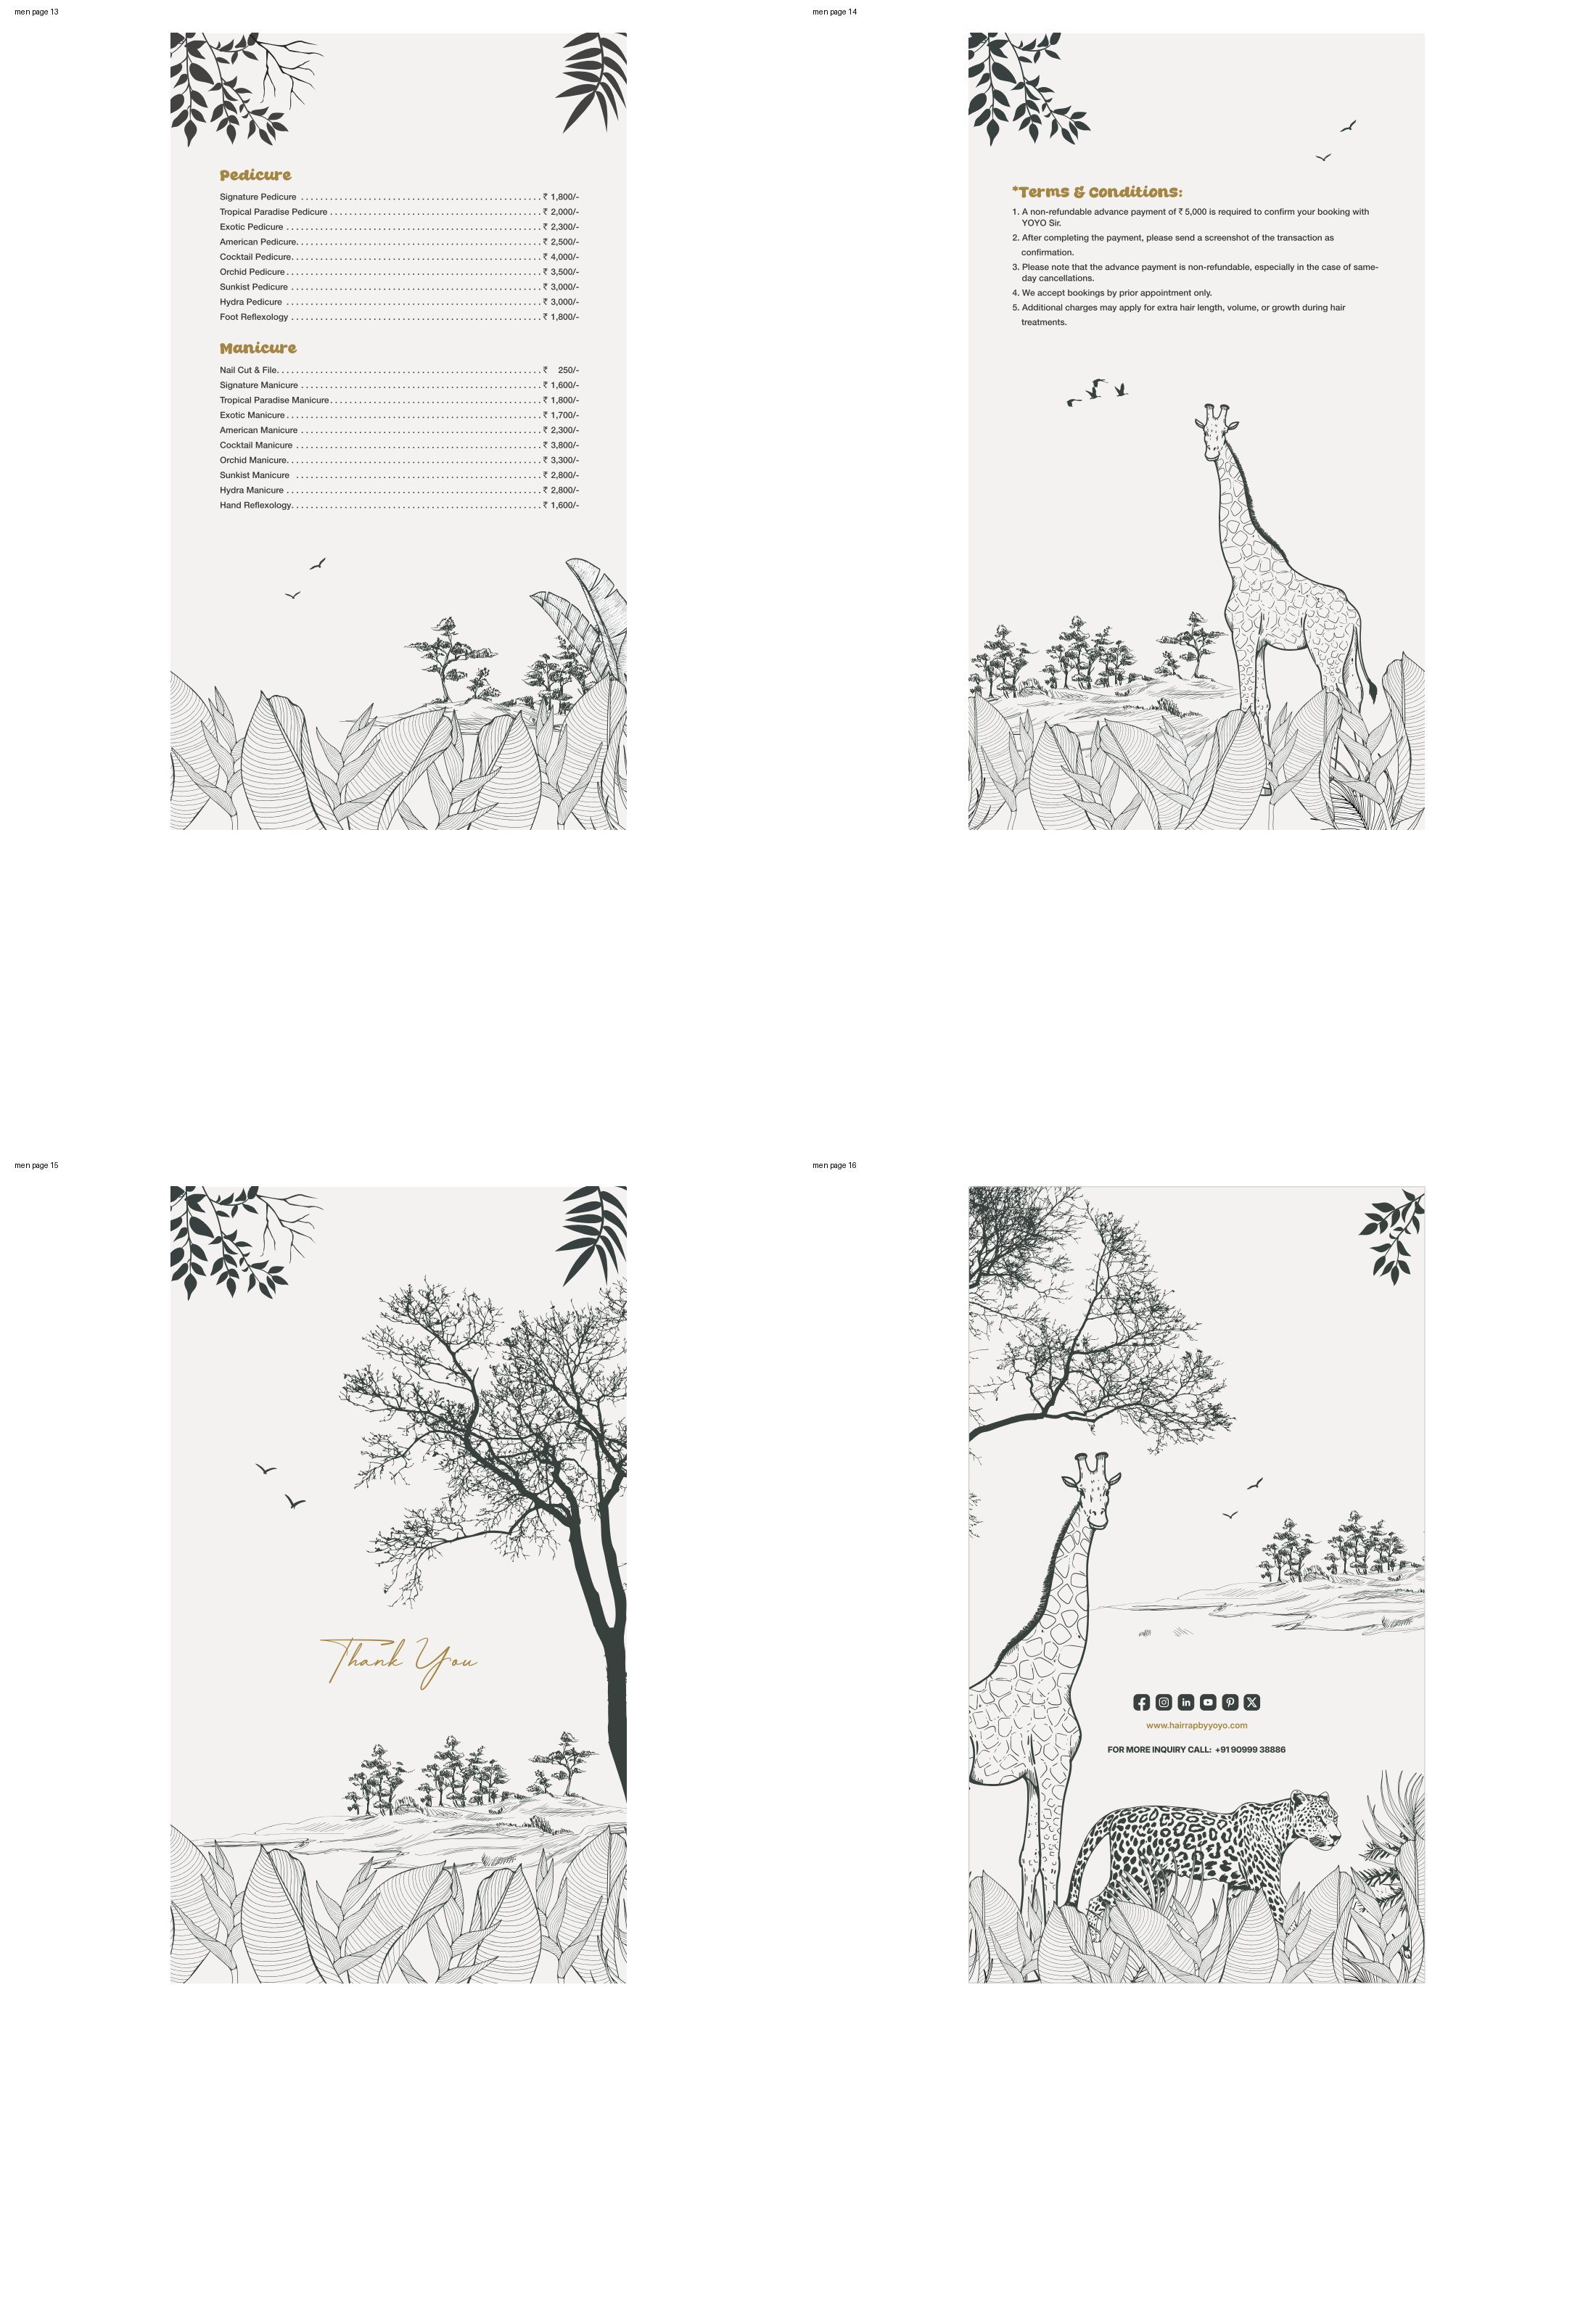 men page 13
Pedicure
Signature Pedicure ₹ 1,800/-
Tropical Paradise Pedicure ₹ 2,000/-
Exotic Pedicure ₹ 2,300/-
American Pedicure ₹ 2,500/-
Cocktail Pedicure ₹ 4,000/-
Orchid Pedicure ₹ 3,500/-
Sunkist Pedicure ₹ 3,000/-
Hydra Pedicure ₹ 3,000/-
Foot Reflexology ₹ 1,800/-
Manicure
Nail Cut & File ₹ 250/-
Signature Manicure ₹ 1,600/-
Tropical Paradise Manicure ₹ 1,800/-
Exotic Manicure ₹ 1,700/-
American Manicure ₹ 2,300/-
Cocktail Manicure ₹ 3,800/-
Orchid Manicure ₹ 3,300/-
Sunkist Manicure ₹ 2,800/-
Hydra Manicure ₹ 2,800/-
Hand Reflexology ₹ 1,600/-
men page 14
*Terms & Conditions:
1. A non-refundable advance payment of ₹ 5,000 is required to confirm your booking with
YOYO Sir.
2. After completing the payment, please send a screenshot of the transaction as
confirmation.
3. Please note that the advance payment is non-refundable, especially in the case of same-
day cancellations.
4. We accept bookings by prior appointment only.
5. Additional charges may apply for extra hair length, volume, or growth during hair
treatments.
men page 15
Thank You
men page 16
www.hairrapbyyoyo.com
FOR MORE INQUIRY CALL: +91 90999 38886